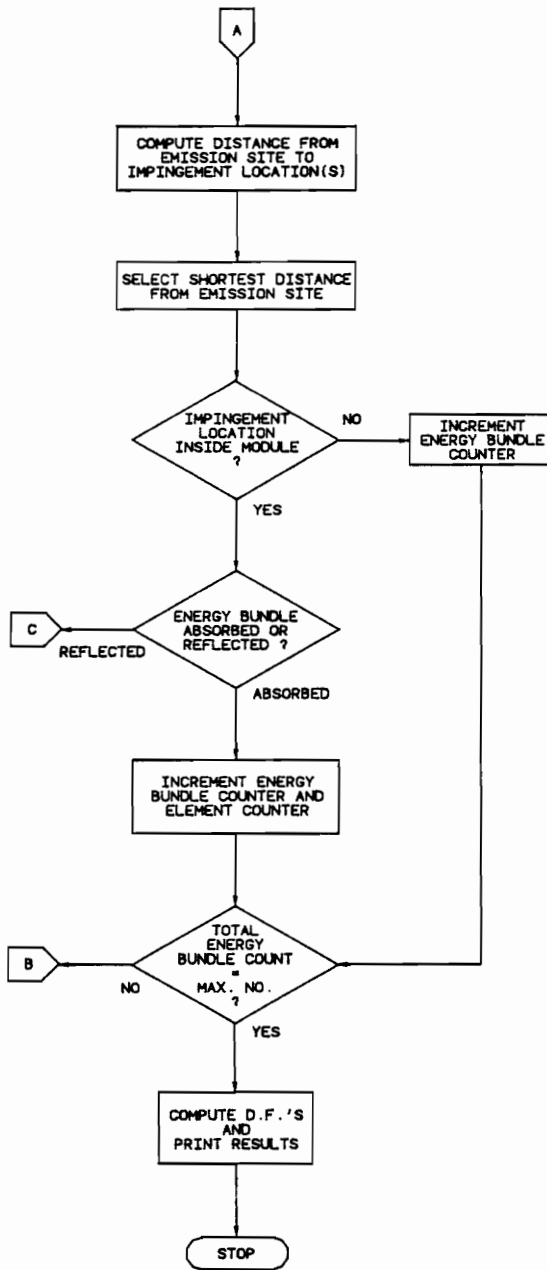 A
COMPUTE DISTANCE FROM
EMISSION SITE TO
IMPINGEMENT LOCATION(S)
SELECT SHORTEST DISTANCE
FROM EMISSION SITE
IMPINGEMENT
LOCATION
INSIDE MODULE
?
NO
INCREMENT
ENERGY BUNDLE
COUNTER
YES
ENERGY BUNDLE
ABSORBED OR
REFLECTED ?
C
REFLECTED
ABSORBED
INCREMENT ENERGY
BUNDLE COUNTER AND
ELEMENT COUNTER
TOTAL
ENERGY
BUNDLE COUNT
=
MAX. NO.
?
B
NO
YES
COMPUTE D.F.'S
AND
PRINT RESULTS
STOP